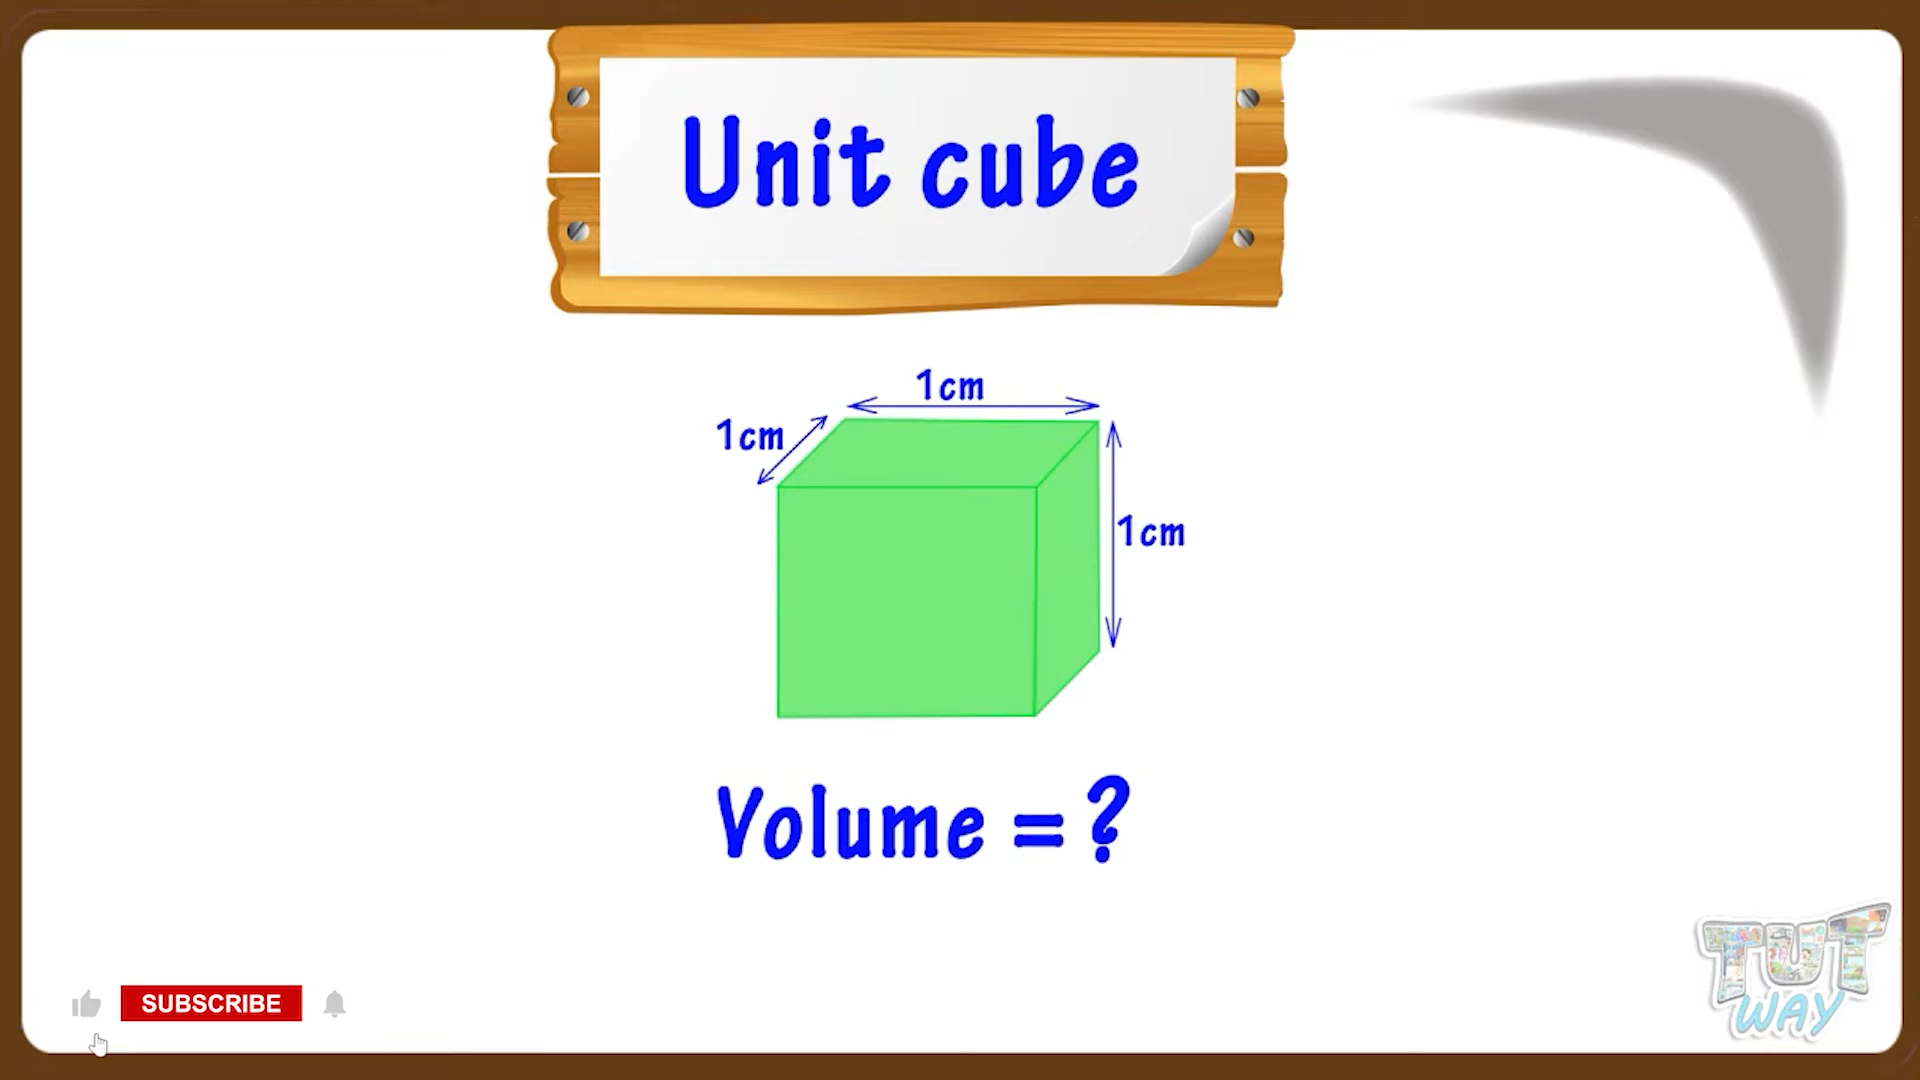 Unit cube
1cm
1cm
1cm
Volume = ?
SUBSCRIBE
TUT
WAY